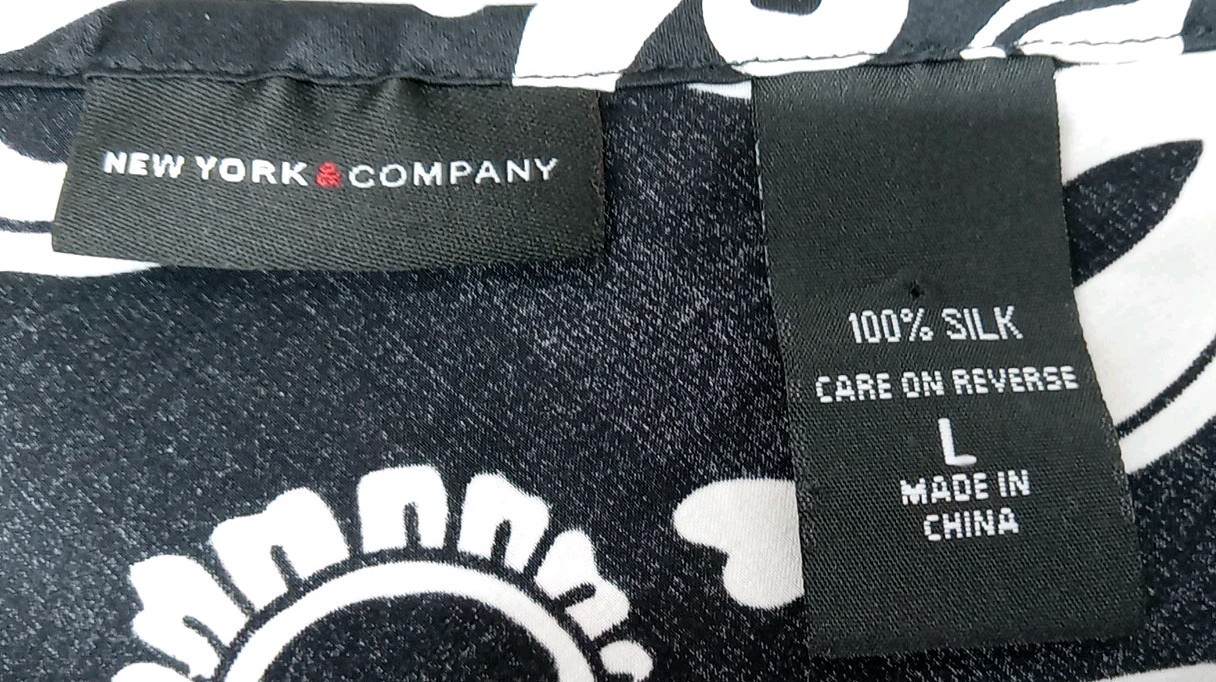 NEW YORK & COMPANY
100% SILK
CARE ON REVERSE
L
MADE IN
CHINA